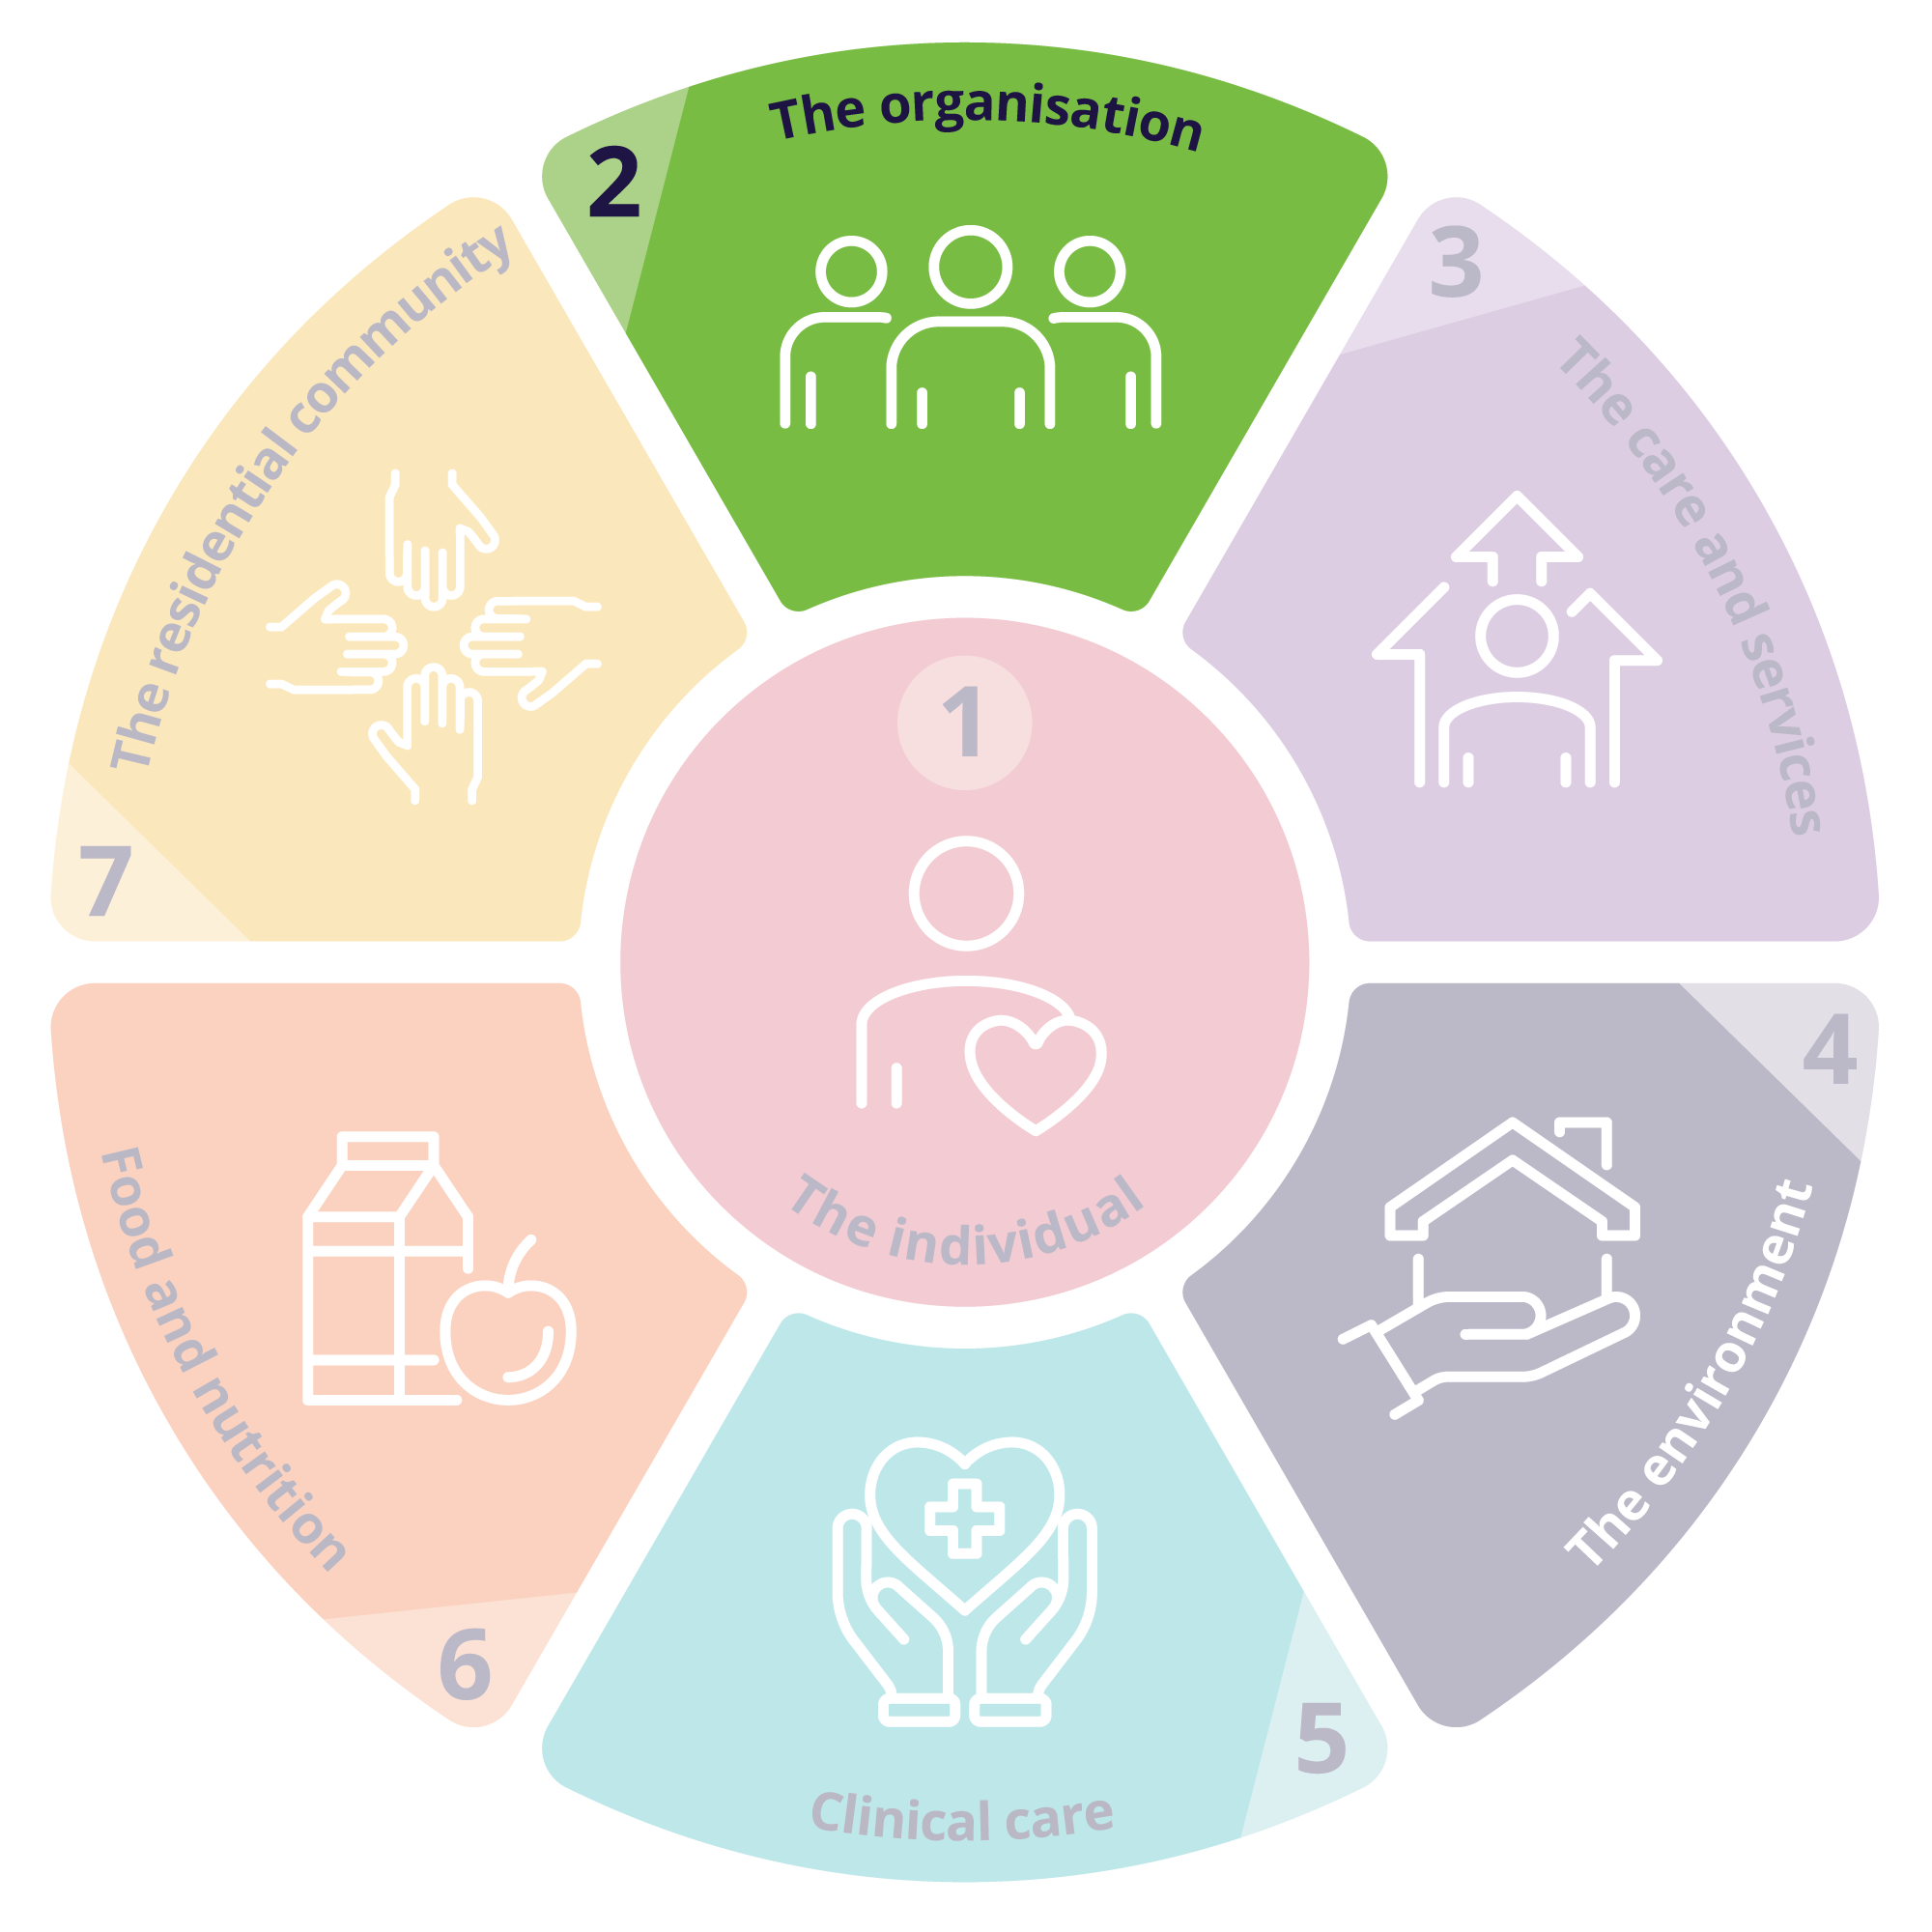 1
The individual
2
The organisation
3
The care and services
4
The environment
5
Clinical care
6
Food and nutrition
7
The residential community